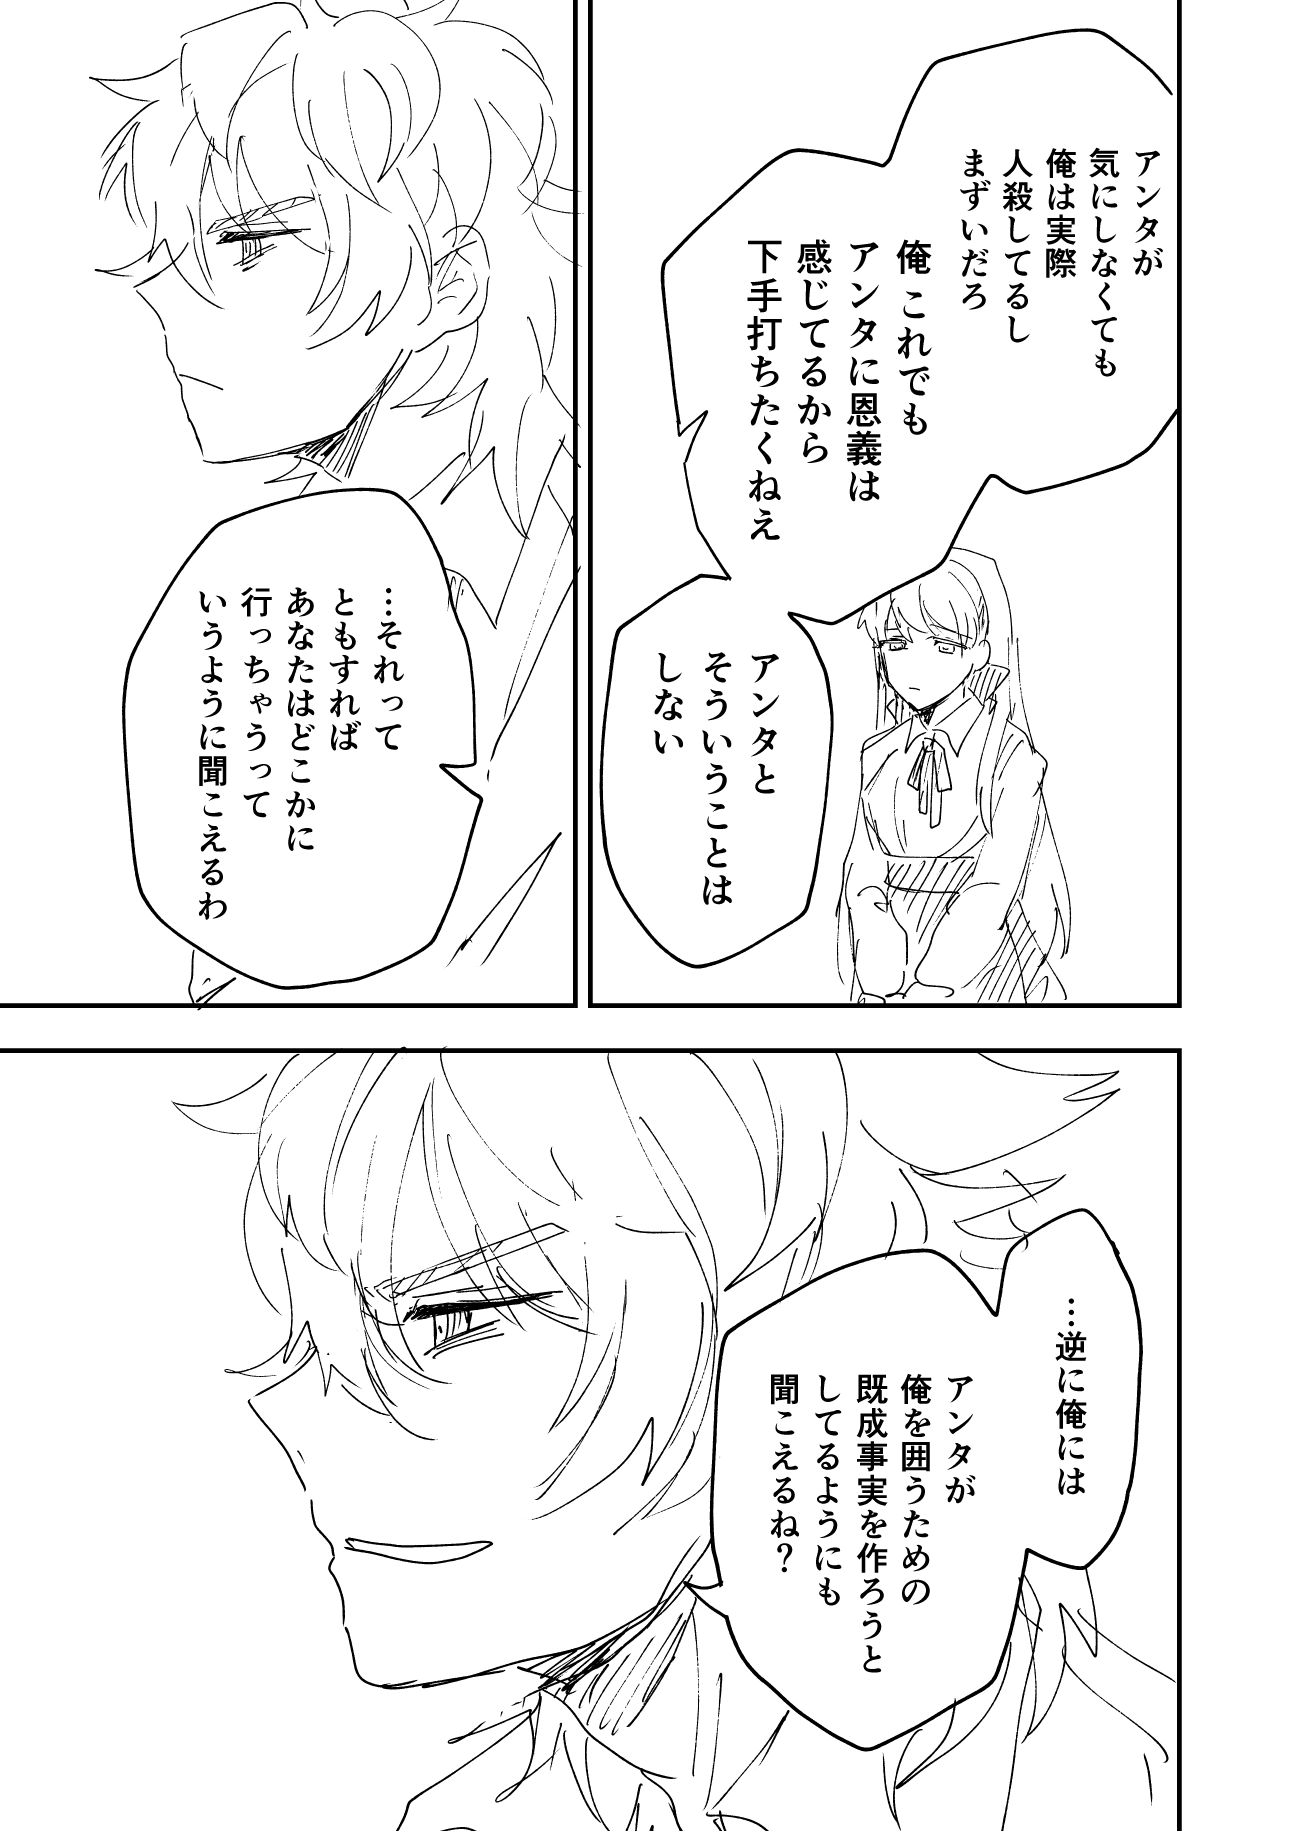 アンタが
気にしなくても
俺は実際
人殺してるし
まずいだろ
俺 これでも
アンタに恩義は
感じてるから
下手打ちたくねえ
アンタと
そういうことは
しない
…それって
ともすれば
あなたはどこかに
行っちゃうって
いうように聞こえるわ
…逆に俺には
アンタが
俺を囲うための
既成事実を作ろうと
してるようにも
聞こえるね？